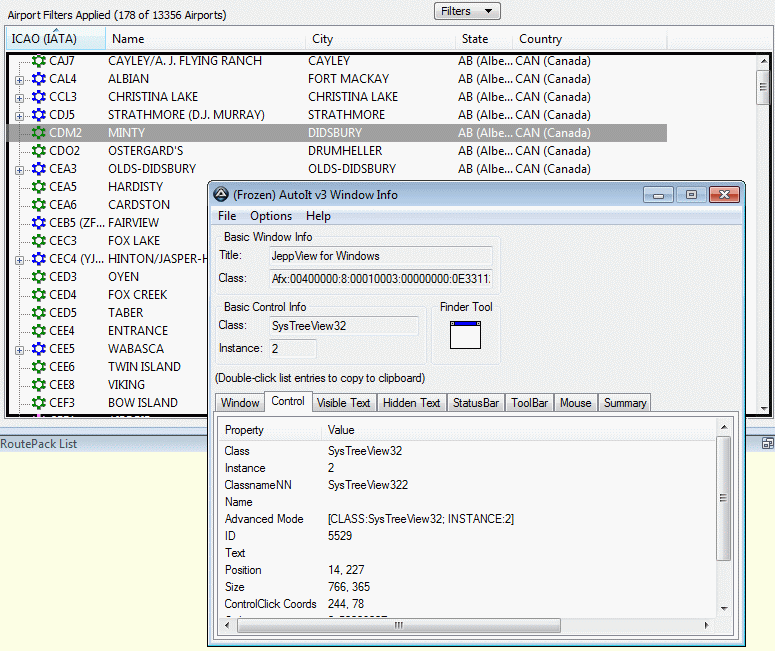 Airport Filters Applied (178 of 13356 Airports) Filters
ICAO (IATA) Name City State Country
CAJ7 CAYLEY/A. J. FLYING RANCH CAYLEY AB (Albe... CAN (Canada)
CAL4 ALBIAN FORT MACKAY AB (Albe... CAN (Canada)
CCL3 CHRISTINA LAKE CHRISTINA LAKE AB (Albe... CAN (Canada)
CDJ5 STRATHMORE (D.J. MURRAY) STRATHMORE AB (Albe... CAN (Canada)
CDM2 MINTY DIDSBURY AB (Albe... CAN (Canada)
CDO2 OSTERGARD'S DRUMHELLER AB (Albe... CAN (Canada)
CEA3 OLDS-DIDSBURY OLDS-DIDSBURY AB (Albe... CAN (Canada)
CEA5 HARDISTY
CEA6 CARDSTON
CEB5 (ZF... FAIRVIEW
CEC3 FOX LAKE
CEC4 (YJ... HINTON/JASPER-H
CED3 OYEN
CED4 FOX CREEK
CED5 TABER
CEE4 ENTRANCE
CEE5 WABASCA
CEE6 TWIN ISLAND
CEE8 VIKING
CEF3 BOW ISLAND
RoutePack List
(Frozen) AutoIt v3 Window Info
File Options Help
Basic Window Info
Title: JeppView for Windows
Class: Afx:00400000:8:00010003:00000000:0E3311
Basic Control Info Finder Tool
Class: SysTreeView32
Instance: 2
(Double-click list entries to copy to clipboard)
Window Control Visible Text Hidden Text StatusBar ToolBar Mouse Summary
Property Value
Class SysTreeView32
Instance 2
ClassnameNN SysTreeView322
Name
Advanced Mode [CLASS:SysTreeView32; INSTANCE:2]
ID 5529
Text
Position 14, 227
Size 766, 365
ControlClick Coords 244, 78